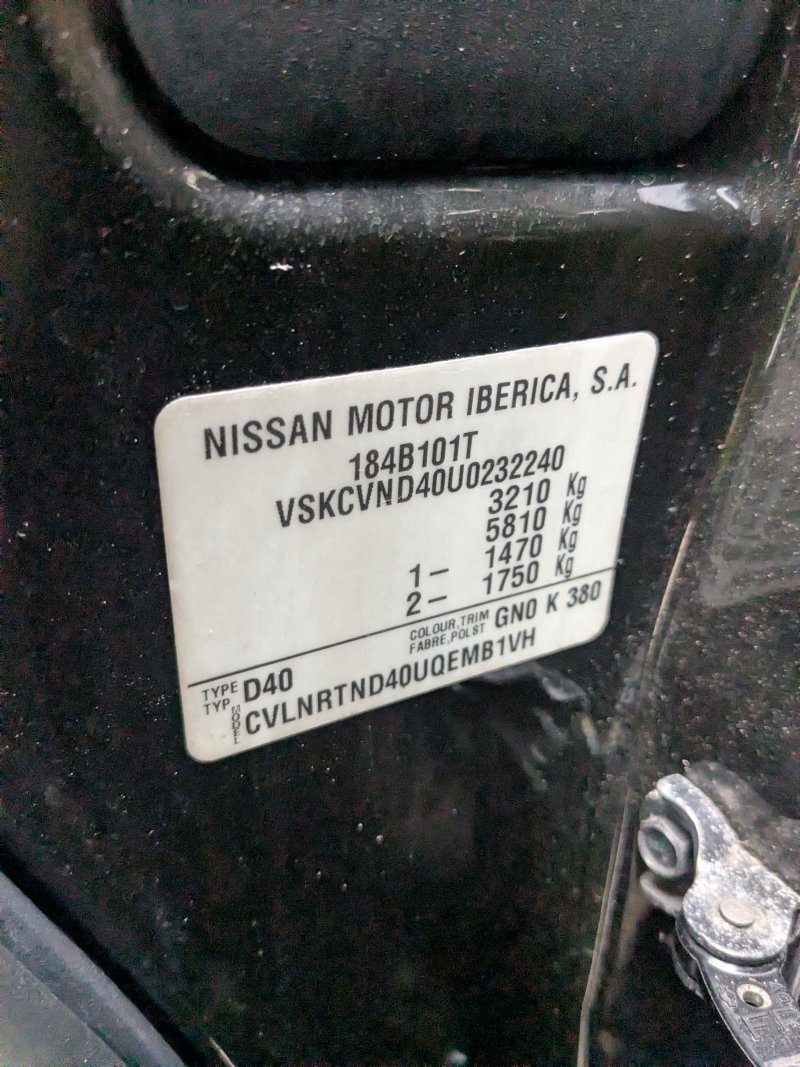 NISSAN MOTOR IBERICA, S.A.
184B101T
VSKCVND40U0232240
3210 Kg
5810 Kg
1 – 1470 Kg
2 – 1750 Kg
COLOUR,TRIM GN0 K 380
FABRE,POLST
TYPE D40
TYP
MODEL CVLNRTND40UQEMB1VH